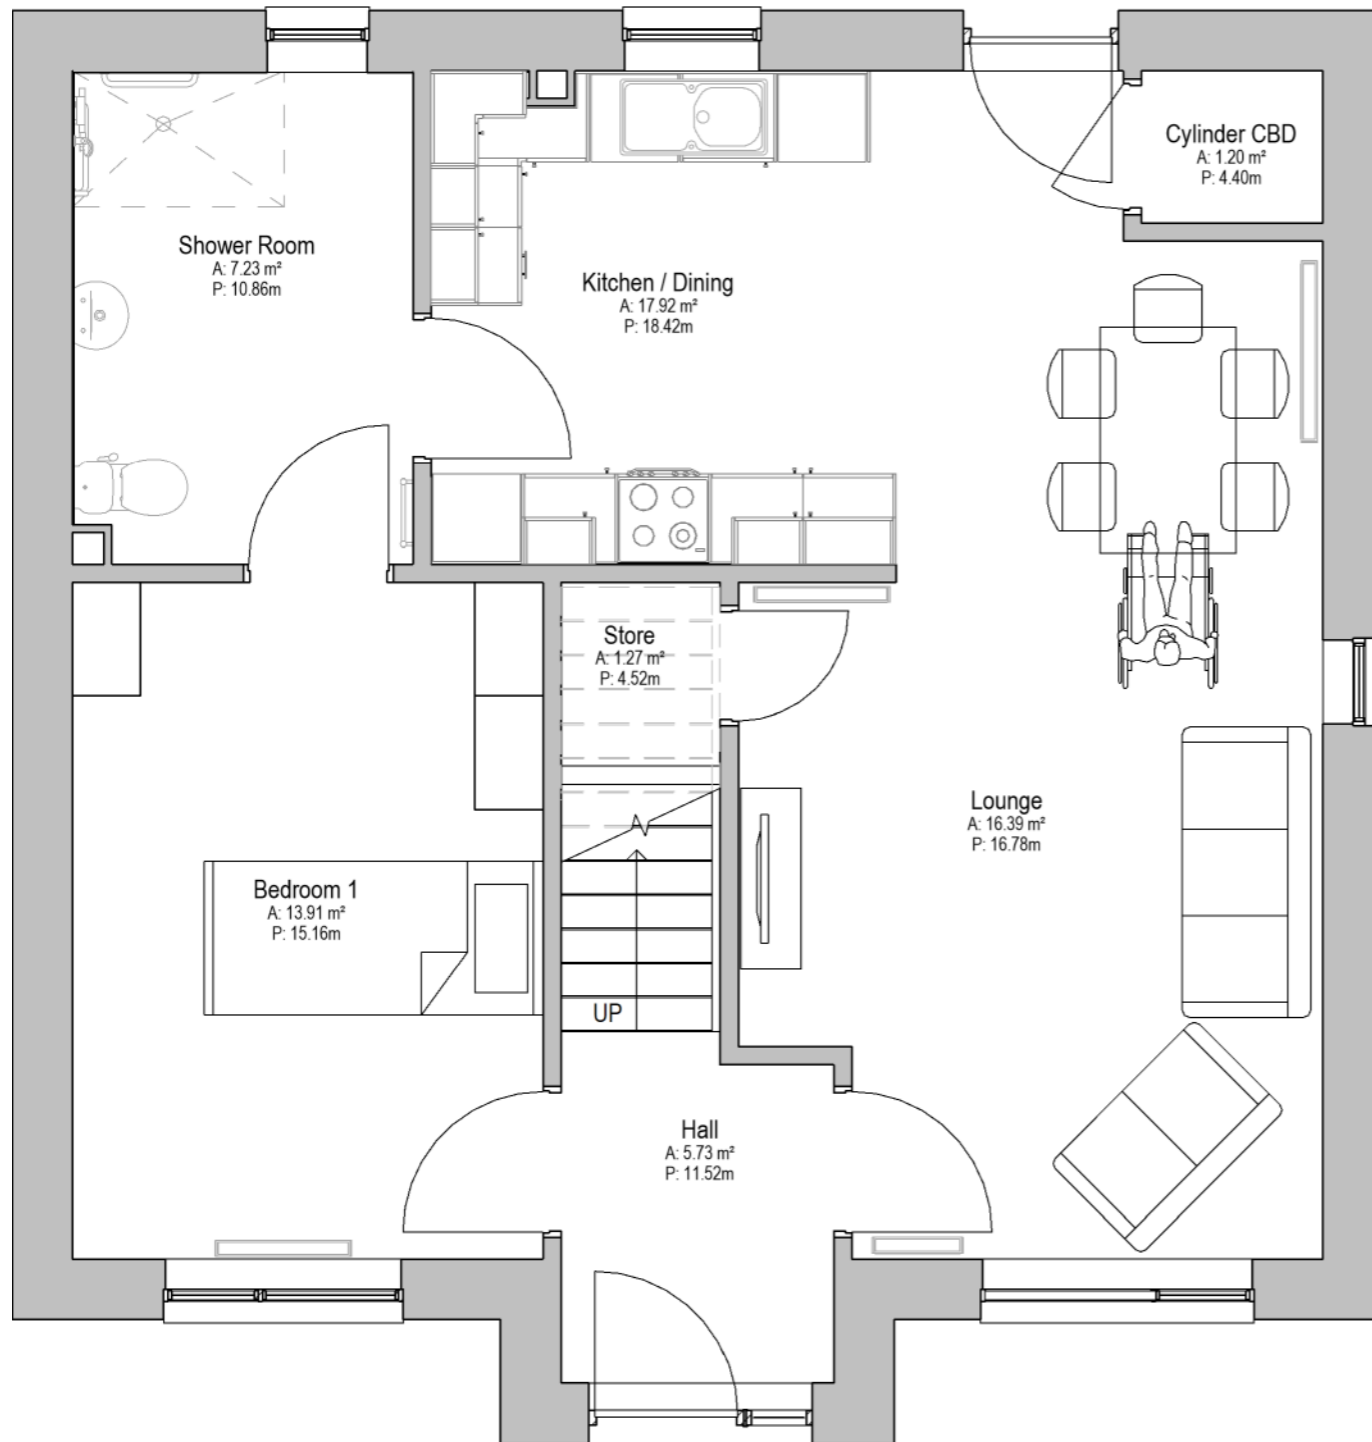 Cylinder CBD
A: 1.20 m²
P: 4.40m
Shower Room
A: 7.23 m²
P: 10.86m
Kitchen / Dining
A: 17.92 m²
P: 18.42m
Store
A: 1.27 m²
P: 4.52m
Lounge
A: 16.39 m²
P: 16.78m
Bedroom 1
A: 13.91 m²
P: 15.16m
UP
Hall
A: 5.73 m²
P: 11.52m